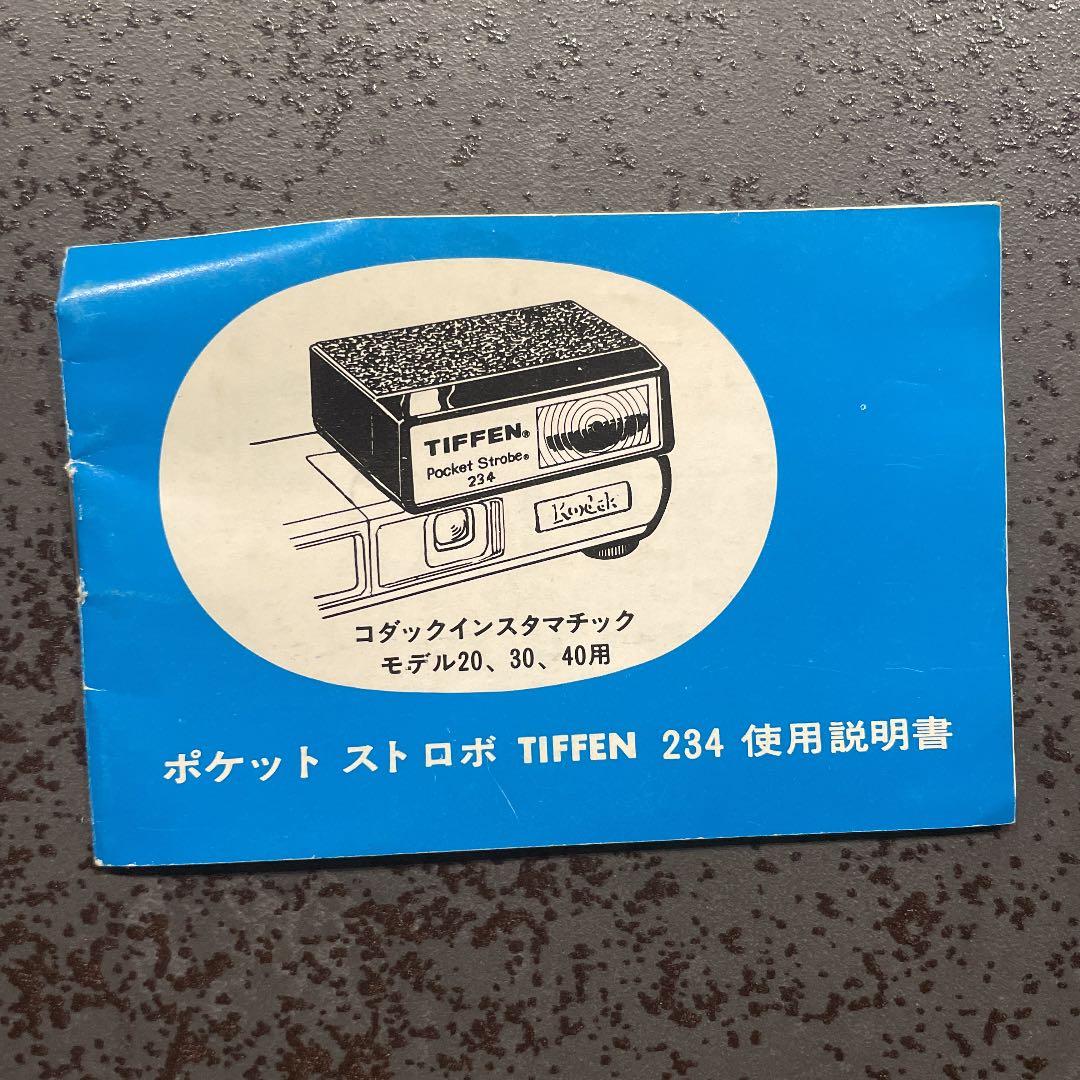 TIFFEN®
Pocket Strobe®
234
Kodak
コダックインスタマチック
モデル20、30、40用
ポケット ストロボ TIFFEN 234 使用説明書